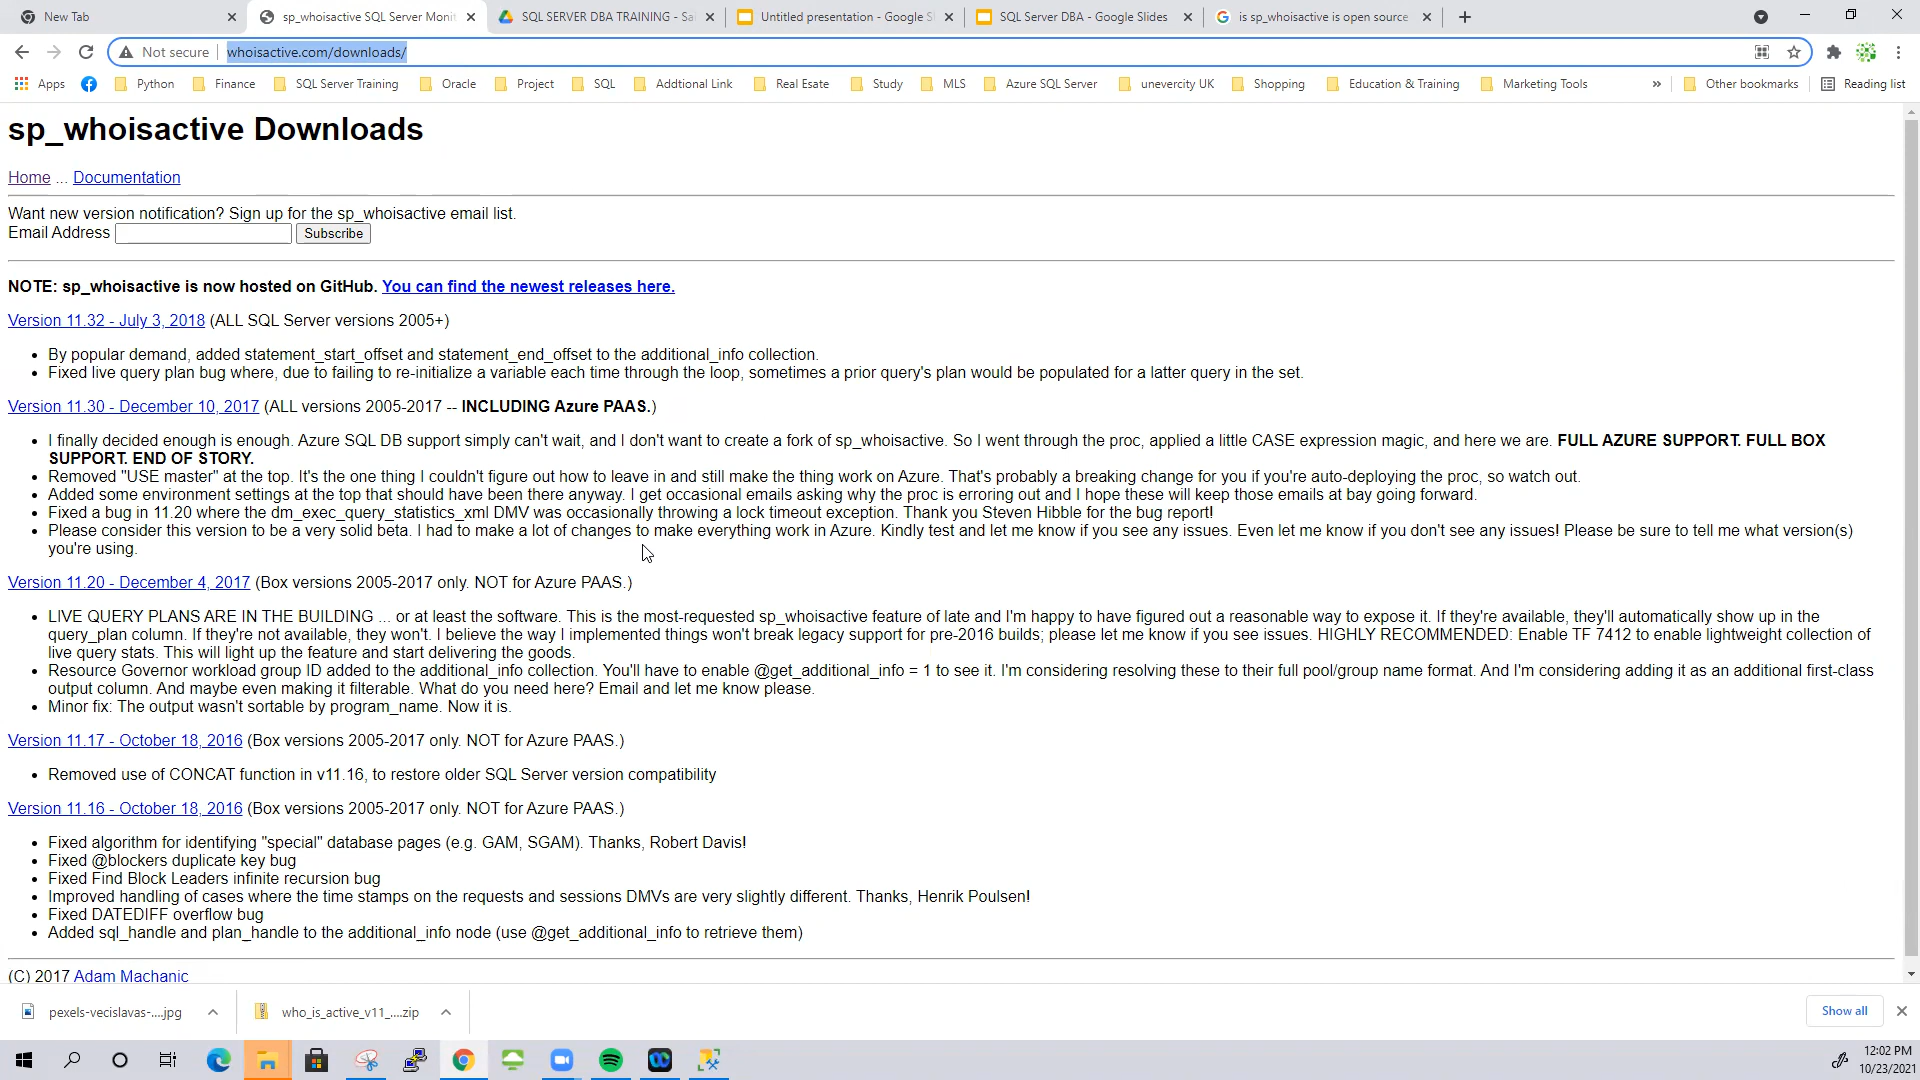 New Tab
sp_whoisactive SQL Server Monit
SQL SERVER DBA TRAINING - Sa
Untitled presentation - Google Sl
SQL Server DBA - Google Slides
is sp_whoisactive is open source
Not secure
whoisactive.com/downloads/
Apps
Python
Finance
SQL Server Training
Oracle
Project
SQL
Addtional Link
Real Esate
Study
MLS
Azure SQL Server
unevercity UK
Shopping
Education & Training
Marketing Tools
»
Other bookmarks
Reading list
sp_whoisactive Downloads
Home ... Documentation
Want new version notification? Sign up for the sp_whoisactive email list.
Email Address
Subscribe
NOTE: sp_whoisactive is now hosted on GitHub. You can find the newest releases here.
Version 11.32 - July 3, 2018 (ALL SQL Server versions 2005+)
• By popular demand, added statement_start_offset and statement_end_offset to the additional_info collection.
• Fixed live query plan bug where, due to failing to re-initialize a variable each time through the loop, sometimes a prior query's plan would be populated for a latter query in the set.
Version 11.30 - December 10, 2017 (ALL versions 2005-2017 -- INCLUDING Azure PAAS.)
• I finally decided enough is enough. Azure SQL DB support simply can't wait, and I don't want to create a fork of sp_whoisactive. So I went through the proc, applied a little CASE expression magic, and here we are. FULL AZURE SUPPORT. FULL BOX
SUPPORT. END OF STORY.
• Removed "USE master" at the top. It's the one thing I couldn't figure out how to leave in and still make the thing work on Azure. That's probably a breaking change for you if you're auto-deploying the proc, so watch out.
• Added some environment settings at the top that should have been there anyway. I get occasional emails asking why the proc is erroring out and I hope these will keep those emails at bay going forward.
• Fixed a bug in 11.20 where the dm_exec_query_statistics_xml DMV was occasionally throwing a lock timeout exception. Thank you Steven Hibble for the bug report!
• Please consider this version to be a very solid beta. I had to make a lot of changes to make everything work in Azure. Kindly test and let me know if you see any issues. Even let me know if you don't see any issues! Please be sure to tell me what version(s)
you're using.
Version 11.20 - December 4, 2017 (Box versions 2005-2017 only. NOT for Azure PAAS.)
• LIVE QUERY PLANS ARE IN THE BUILDING ... or at least the software. This is the most-requested sp_whoisactive feature of late and I'm happy to have figured out a reasonable way to expose it. If they're available, they'll automatically show up in the
query_plan column. If they're not available, they won't. I believe the way I implemented things won't break legacy support for pre-2016 builds; please let me know if you see issues. HIGHLY RECOMMENDED: Enable TF 7412 to enable lightweight collection of
live query stats. This will light up the feature and start delivering the goods.
• Resource Governor workload group ID added to the additional_info collection. You'll have to enable @get_additional_info = 1 to see it. I'm considering resolving these to their full pool/group name format. And I'm considering adding it as an additional first-class
output column. And maybe even making it filterable. What do you need here? Email and let me know please.
• Minor fix: The output wasn't sortable by program_name. Now it is.
Version 11.17 - October 18, 2016 (Box versions 2005-2017 only. NOT for Azure PAAS.)
• Removed use of CONCAT function in v11.16, to restore older SQL Server version compatibility
Version 11.16 - October 18, 2016 (Box versions 2005-2017 only. NOT for Azure PAAS.)
• Fixed algorithm for identifying "special" database pages (e.g. GAM, SGAM). Thanks, Robert Davis!
• Fixed @blockers duplicate key bug
• Fixed Find Block Leaders infinite recursion bug
• Improved handling of cases where the time stamps on the requests and sessions DMVs are very slightly different. Thanks, Henrik Poulsen!
• Fixed DATEDIFF overflow bug
• Added sql_handle and plan_handle to the additional_info node (use @get_additional_info to retrieve them)
(C) 2017 Adam Machanic
pexels-vecislavas-....jpg
who_is_active_v11_....zip
Show all
12:02 PM
10/23/2021